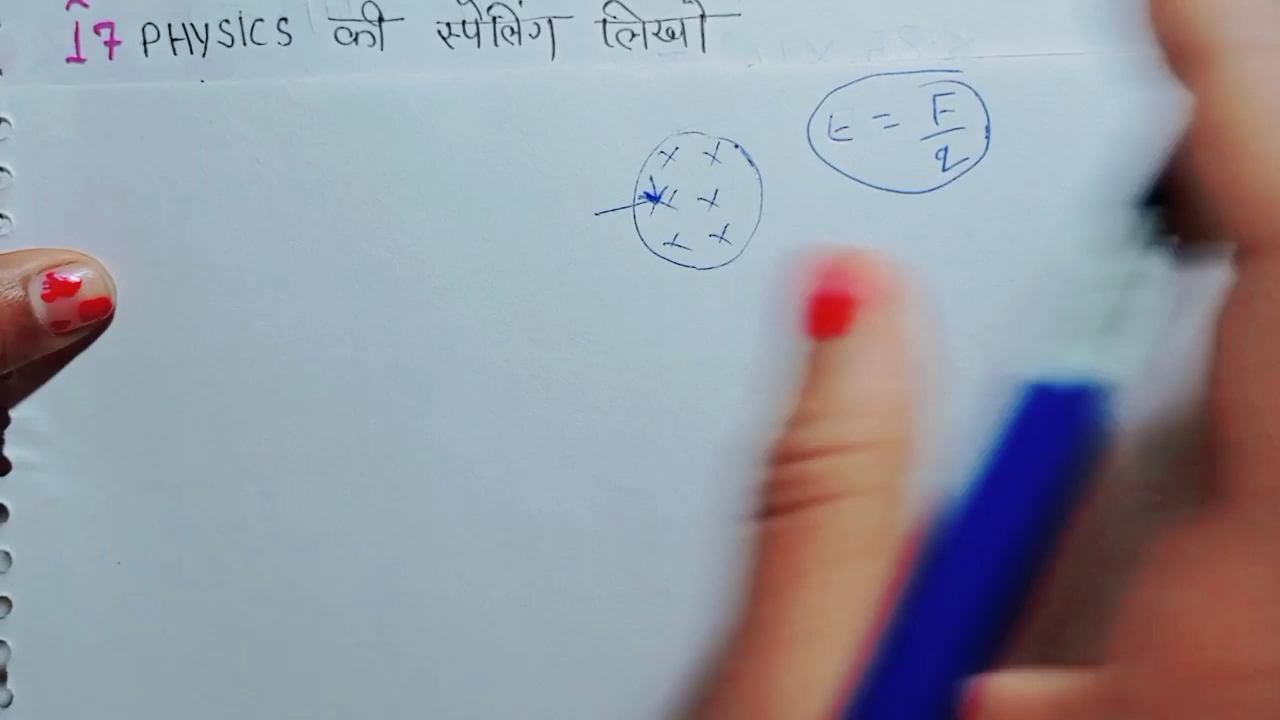 17 PHYSICS की स्पेलिंग लिखो
E = F/q